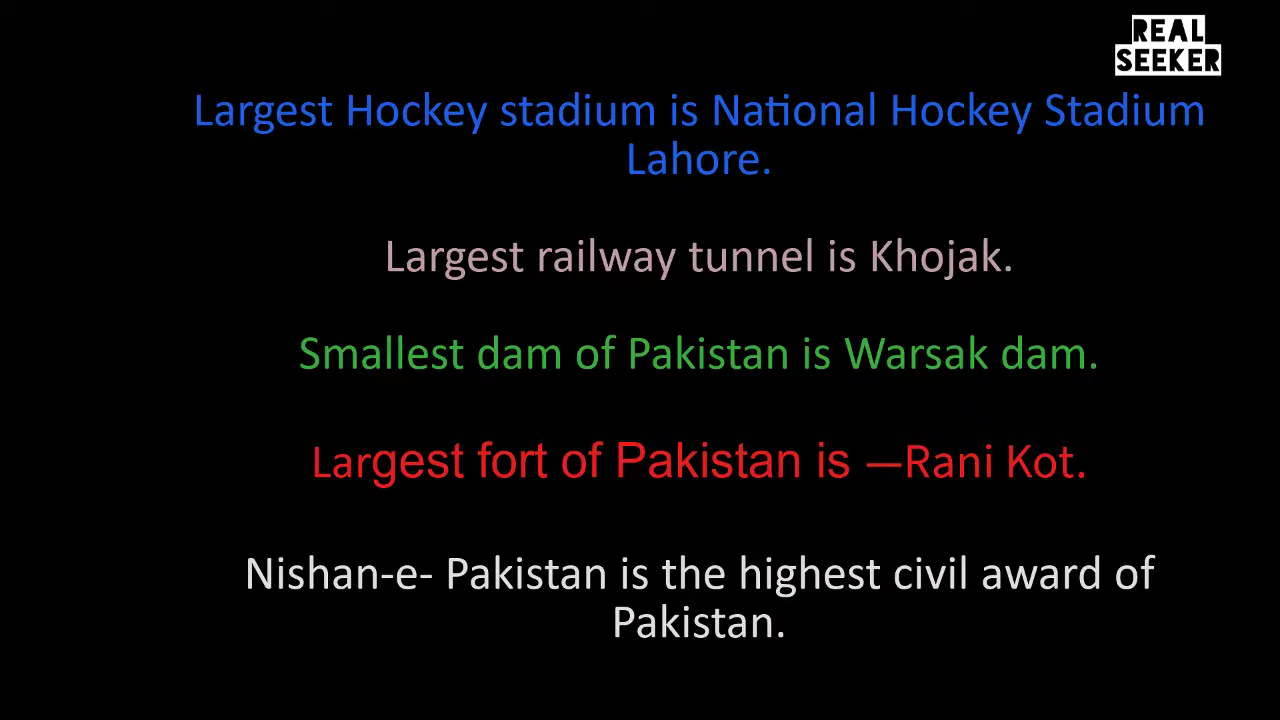 REAL
SEEKER
Largest Hockey stadium is National Hockey Stadium
Lahore.
Largest railway tunnel is Khojak.
Smallest dam of Pakistan is Warsak dam.
Largest fort of Pakistan is —Rani Kot.
Nishan-e- Pakistan is the highest civil award of
Pakistan.